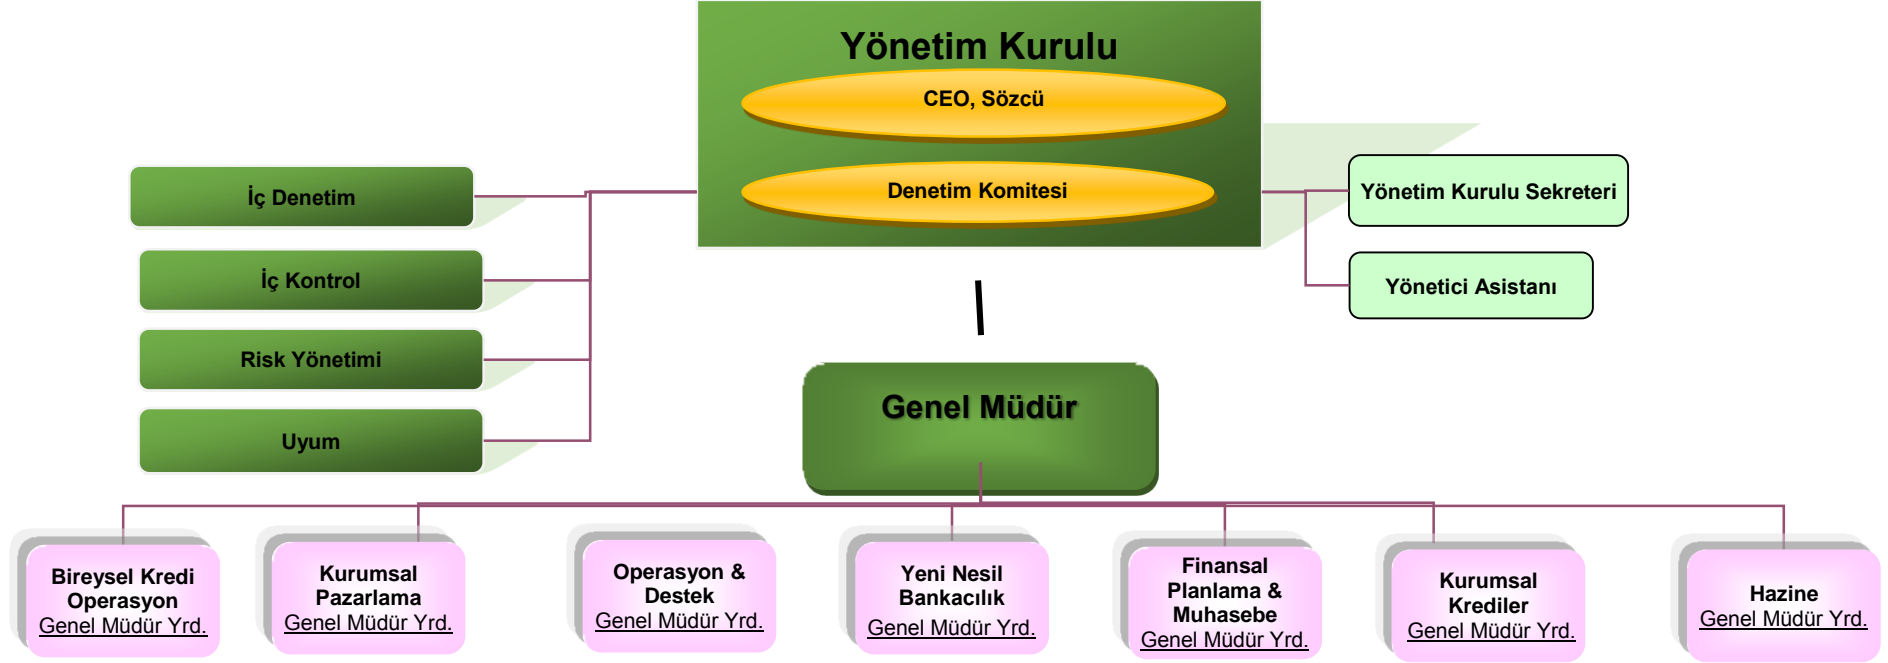 Yönetim Kurulu
CEO, Sözcü
Denetim Komitesi
İç Denetim
İç Kontrol
Risk Yönetimi
Uyum
Yönetim Kurulu Sekreteri
Yönetici Asistanı
Genel Müdür
Bireysel Kredi
Operasyon
Genel Müdür Yrd.
Kurumsal
Pazarlama
Genel Müdür Yrd.
Operasyon &
Destek
Genel Müdür Yrd.
Yeni Nesil
Bankacılık
Genel Müdür Yrd.
Finansal
Planlama &
Muhasebe
Genel Müdür Yrd.
Kurumsal
Krediler
Genel Müdür Yrd.
Hazine
Genel Müdür Yrd.